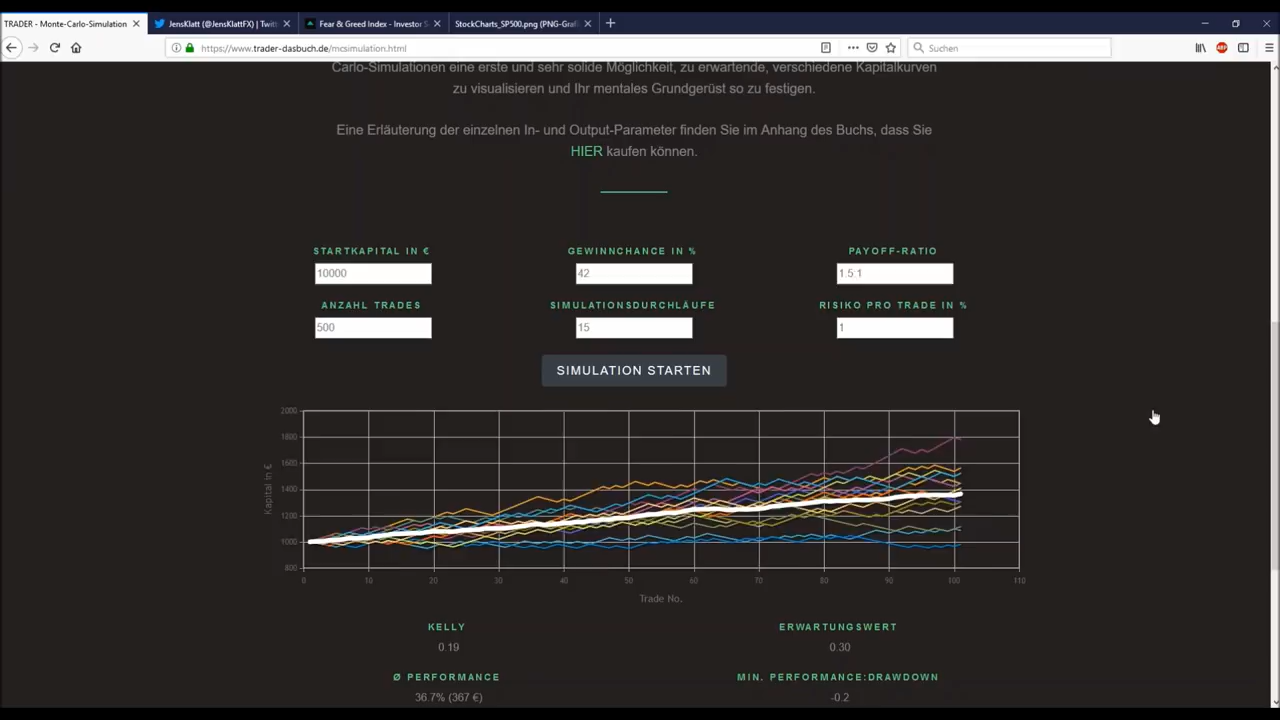 TRADER - Monte-Carlo-Simulation
JensKlatt (@JensKlattFX) | Twitt
Fear & Greed Index - Investor S
StockCharts_SP500.png (PNG-Graf
https://www.trader-dasbuch.de/mcsimulation.html
Suchen
Carlo-Simulationen eine erste und sehr solide Möglichkeit, zu erwartende, verschiedene Kapitalkurven
zu visualisieren und Ihr mentales Grundgerüst so zu festigen.
Eine Erläuterung der einzelnen In- und Output-Parameter finden Sie im Anhang des Buchs, dass Sie
HIER kaufen können.
STARTKAPITAL IN € GEWINNCHANCE IN % PAYOFF-RATIO
10000 42 1.5:1
ANZAHL TRADES SIMULATIONSDURCHLÄUFE RISIKO PRO TRADE IN %
500 15 1
SIMULATION STARTEN
2000
1800
1600
1400
1200
1000
800
Kapital in €
0 10 20 30 40 50 60 70 80 90 100 110
Trade No.
KELLY ERWARTUNGSWERT
0.19 0.30
Ø PERFORMANCE MIN. PERFORMANCE:DRAWDOWN
36.7% (367 €) -0.2